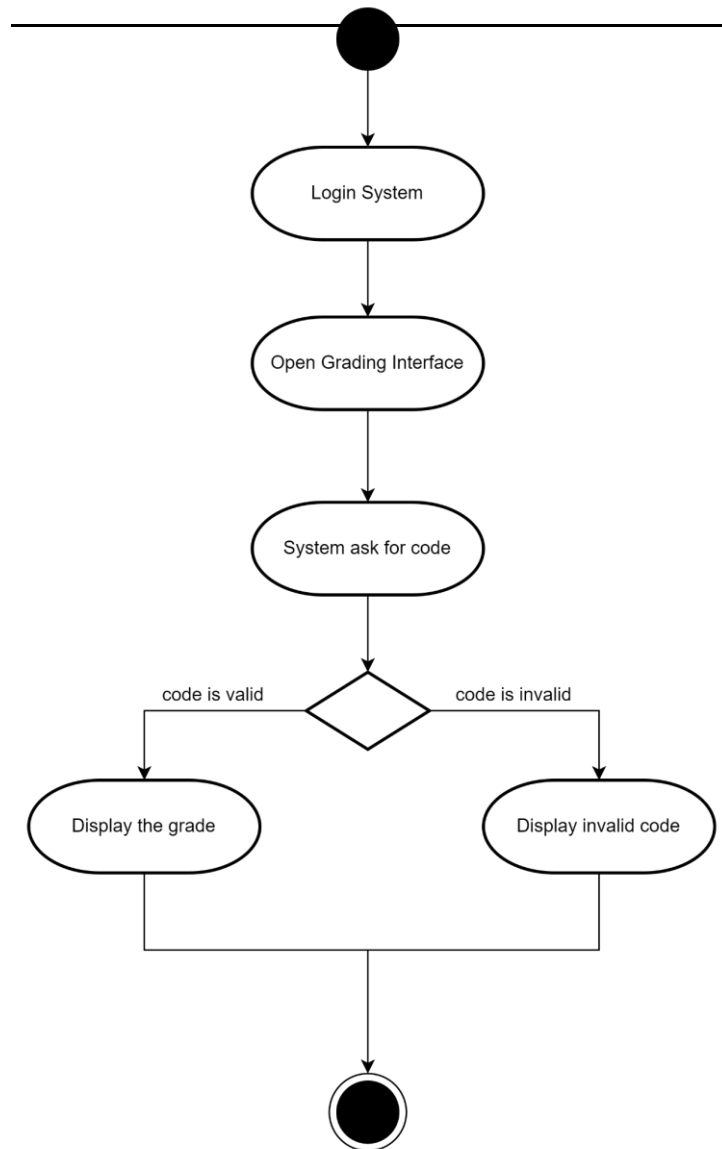 Login System
Open Grading Interface
System ask for code
code is valid
code is invalid
Display the grade
Display invalid code